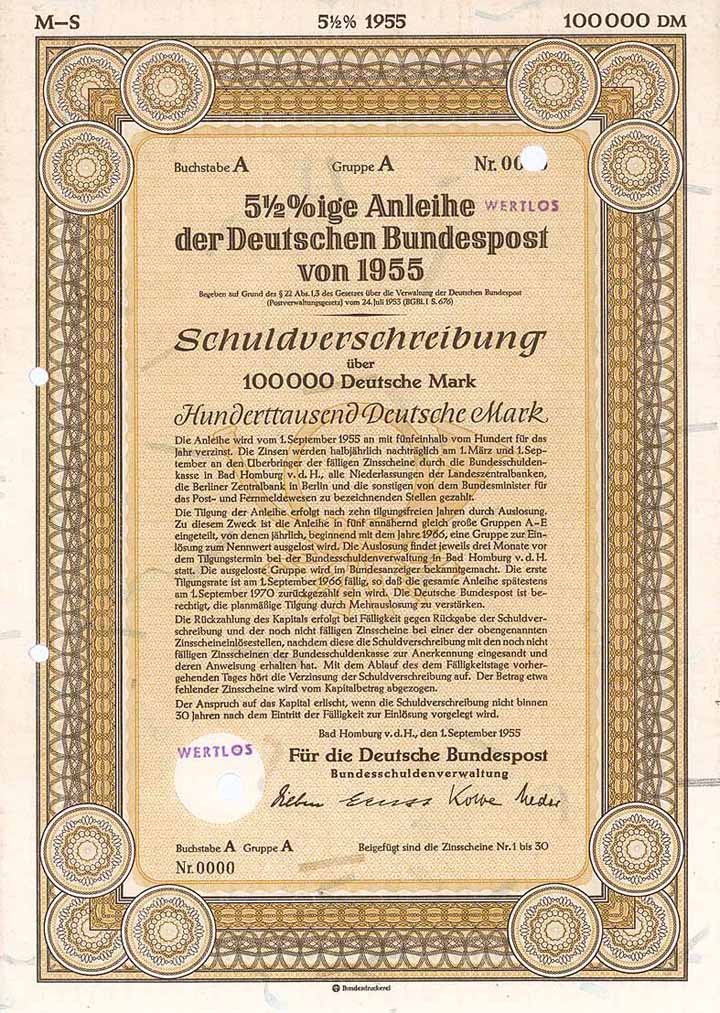 M—S 5½% 1955 100000 DM
Buchstabe A Gruppe A Nr. 00
5½%ige Anleihe WERTLOS
der Deutschen Bundespost
von 1955
Begeben auf Grund des § 22 Abs. 1,3 des Gesetzes über die Verwaltung der Deutschen Bundespost
(Postverwaltungsgesetz) vom 24. Juli 1953 (BGBl. I S. 676)
Schuldverschreibung
über
100000 Deutsche Mark
Hunderttausend Deutsche Mark
Die Anleihe wird vom 1. September 1955 an mit fünfeinhalb vom Hundert für das
Jahr verzinst. Die Zinsen werden halbjährlich nachträglich am 1. März und 1. Sep-
tember an den Überbringer der fälligen Zinsscheine durch die Bundesschulden-
kasse in Bad Homburg v. d. H., alle Niederlassungen der Landeszentralbanken,
die Berliner Zentralbank in Berlin und die sonstigen von dem Bundesminister für
das Post- und Fernmeldewesen zu bezeichnenden Stellen gezahlt.
Die Tilgung der Anleihe erfolgt nach zehn tilgungsfreien Jahren durch Auslosung.
Zu diesem Zweck ist die Anleihe in fünf annähernd gleich große Gruppen A–E
eingeteilt, von denen jährlich, beginnend mit dem Jahre 1966, eine Gruppe zur Ein-
lösung zum Nennwert ausgelost wird. Die Auslosung findet jeweils drei Monate vor
dem Tilgungstermin bei der Bundesschuldenverwaltung in Bad Homburg v. d. H.
statt. Die ausgeloste Gruppe wird im Bundesanzeiger bekanntgemacht. Die erste
Tilgungsrate ist am 1. September 1966 fällig, so daß die gesamte Anleihe spätestens
am 1. September 1970 zurückgezahlt sein wird. Die Deutsche Bundespost ist be-
rechtigt, die planmäßige Tilgung durch Mehrauslosung zu verstärken.
Die Rückzahlung des Kapitals erfolgt bei Fälligkeit gegen Rückgabe der Schuldver-
schreibung und der noch nicht fälligen Zinsscheine bei einer der obengenannten
Zinsscheineinlösestellen, nachdem diese die Schuldverschreibung mit den noch nicht
fälligen Zinsscheinen der Bundesschuldenkasse zur Anerkennung eingesandt und
deren Anweisung erhalten hat. Mit dem Ablauf des dem Fälligkeitstage vorher-
gehenden Tages hört die Verzinsung der Schuldverschreibung auf. Der Betrag etwa
fehlender Zinsscheine wird vom Kapitalbetrag abgezogen.
Der Anspruch auf das Kapital erlischt, wenn die Schuldverschreibung nicht binnen
30 Jahren nach dem Eintritt der Fälligkeit zur Einlösung vorgelegt wird.
Bad Homburg v. d. H., den 1. September 1955
WERTLOS Für die Deutsche Bundespost
Bundesschuldenverwaltung
Buchstabe A Gruppe A Beigefügt sind die Zinsscheine Nr. 1 bis 30
Nr. 0000
Bundesdruckerei